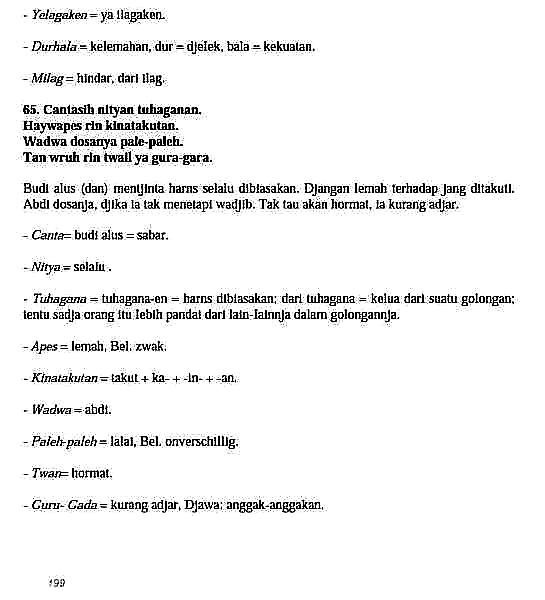 - Yelagaken = ya ilagaken.
- Durhala = kelemahan, dur = djelek, bala = kekuatan.
- Milag = hindar, dari ilag.
65. Cantasih nityan tuhaganan.
Haywapes rin kinatakutan.
Wadwa dosanya pale-paleh.
Tan wruh rin twail ya gura-gara.
Budi alus (dan) mentjinta harns selalu dibiasakan. Djangan lemah terhadap jang ditakuti.
Abdi dosanja, djika ia tak menetapi wadjib. Tak tau akan hormat, ia kurang adjar.
- Canta= budi alus = sabar.
- Nitya = selalu .
- Tuhagana = tuhagana-en = harns dibiasakan; dari tuhagana = kelua dari suatu golongan;
tentu sadja orang itu lebih pandai dari lain-lainnja dalam golongannja.
- Apes = lemah, Bel. zwak.
- Kinatakutan = takut + ka- + -in- + -an.
- Wadwa = abdi.
- Paleh-paleh = lalai, Bel. onverschillig.
- Twan= hormat.
- Guru- Gada = kurang adjar, Djawa: anggak-anggakan.
199